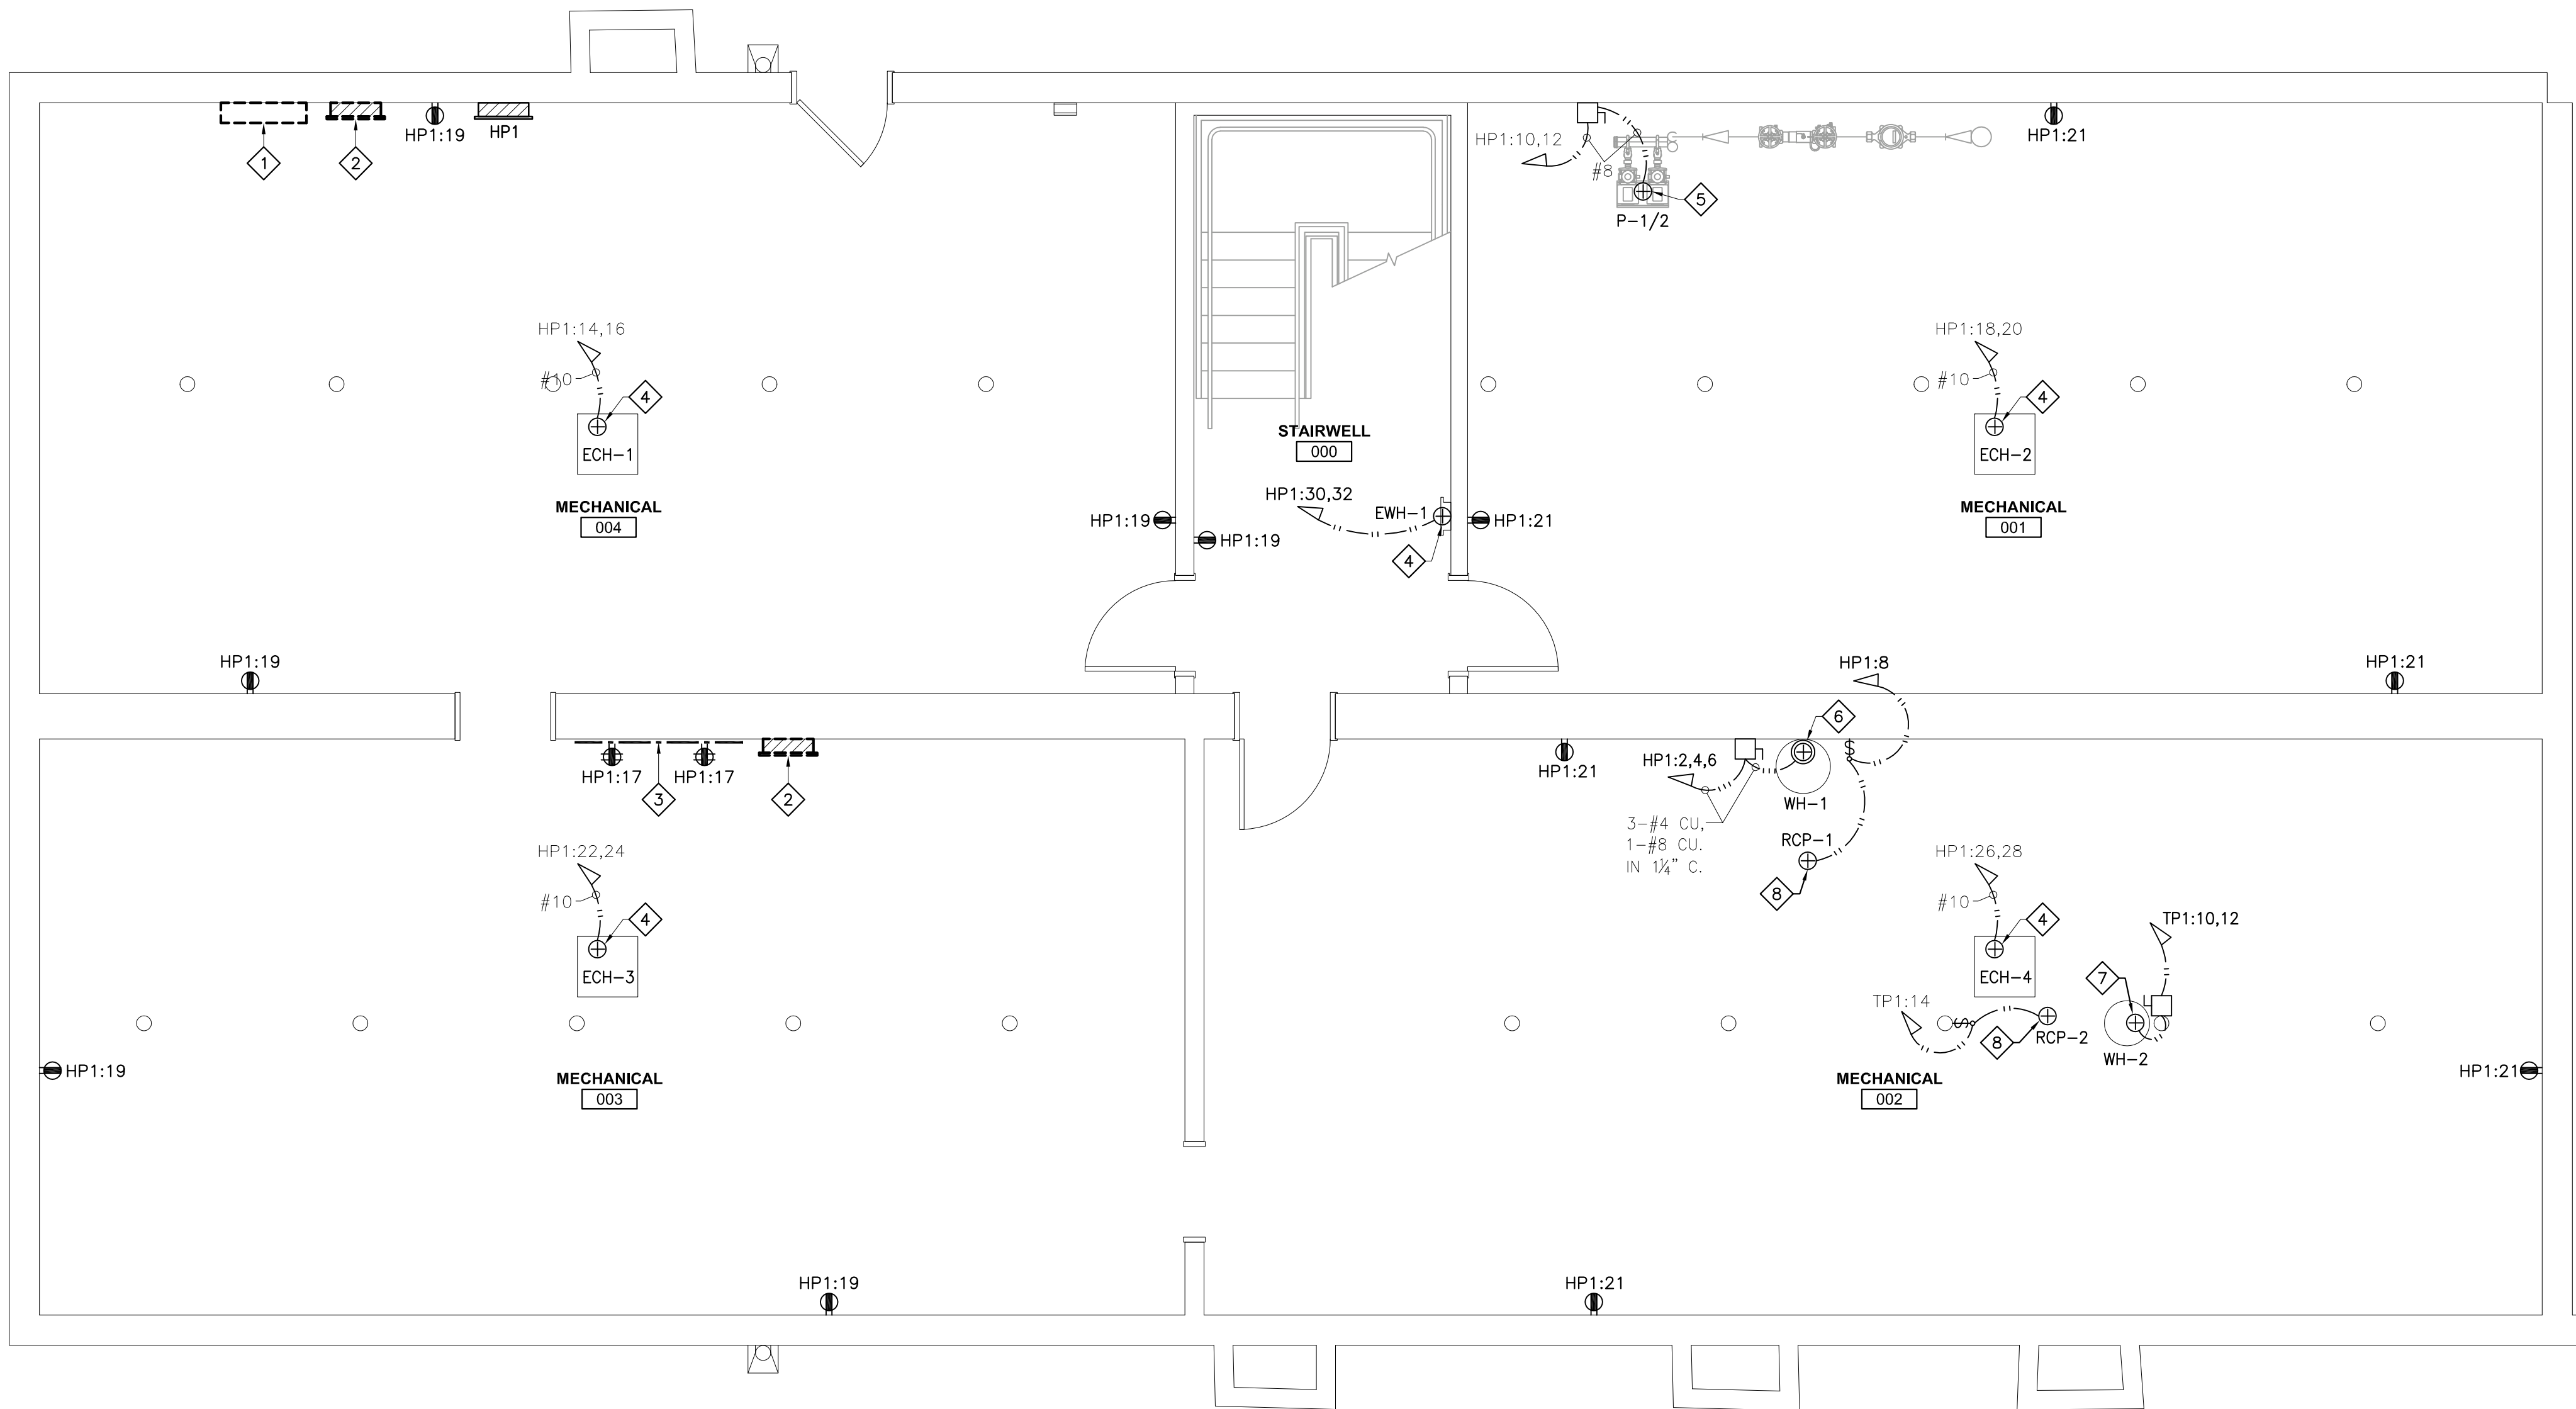 HP1:19
HP1
1
2
HP1:10,12
#8
5
P-1/2
HP1:21
HP1:14,16
#10
4
ECH-1
MECHANICAL
004
STAIRWELL
000
HP1:30,32
EWH-1
4
HP1:19
HP1:19
HP1:21
HP1:18,20
#10
4
ECH-2
MECHANICAL
001
HP1:19
HP1:21
HP1:8
6
HP1:17
HP1:17
3
2
HP1:21
HP1:2,4,6
$
WH-1
3-#4 CU,
1-#8 CU.
IN 1¼" C.
RCP-1
8
HP1:22,24
#10
4
ECH-3
HP1:26,28
#10
4
ECH-4
TP1:10,12
7
TP1:14
$
8
RCP-2
WH-2
HP1:19
MECHANICAL
003
MECHANICAL
002
HP1:21
HP1:19
HP1:21